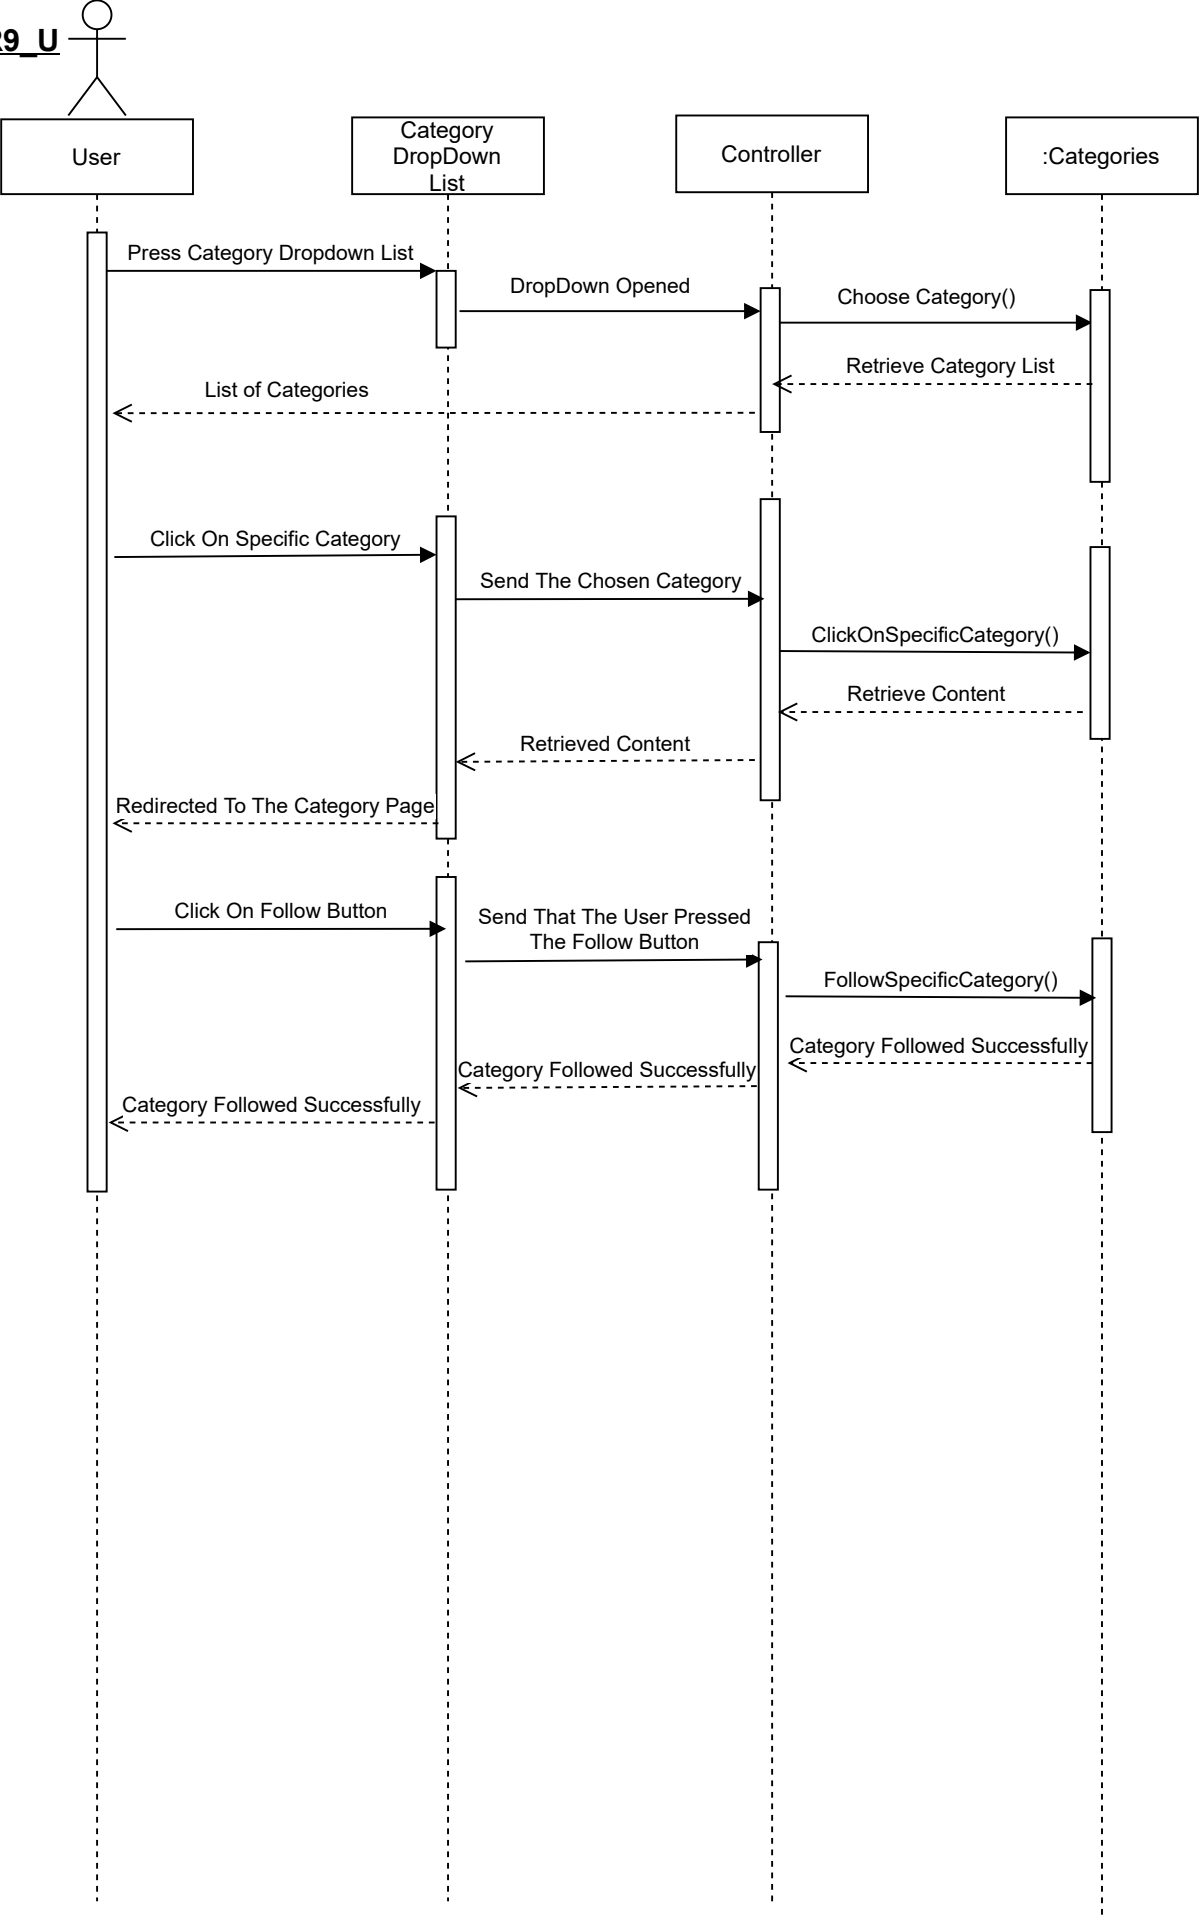 9_U
User
Category
DropDown
List
Controller
:Categories
Press Category Dropdown List
DropDown Opened
Choose Category()
Retrieve Category List
List of Categories
Click On Specific Category
Send The Chosen Category
ClickOnSpecificCategory()
Retrieve Content
Retrieved Content
Redirected To The Category Page
Click On Follow Button
Send That The User Pressed
The Follow Button
FollowSpecificCategory()
Category Followed Successfully
Category Followed Successfully
Category Followed Successfully